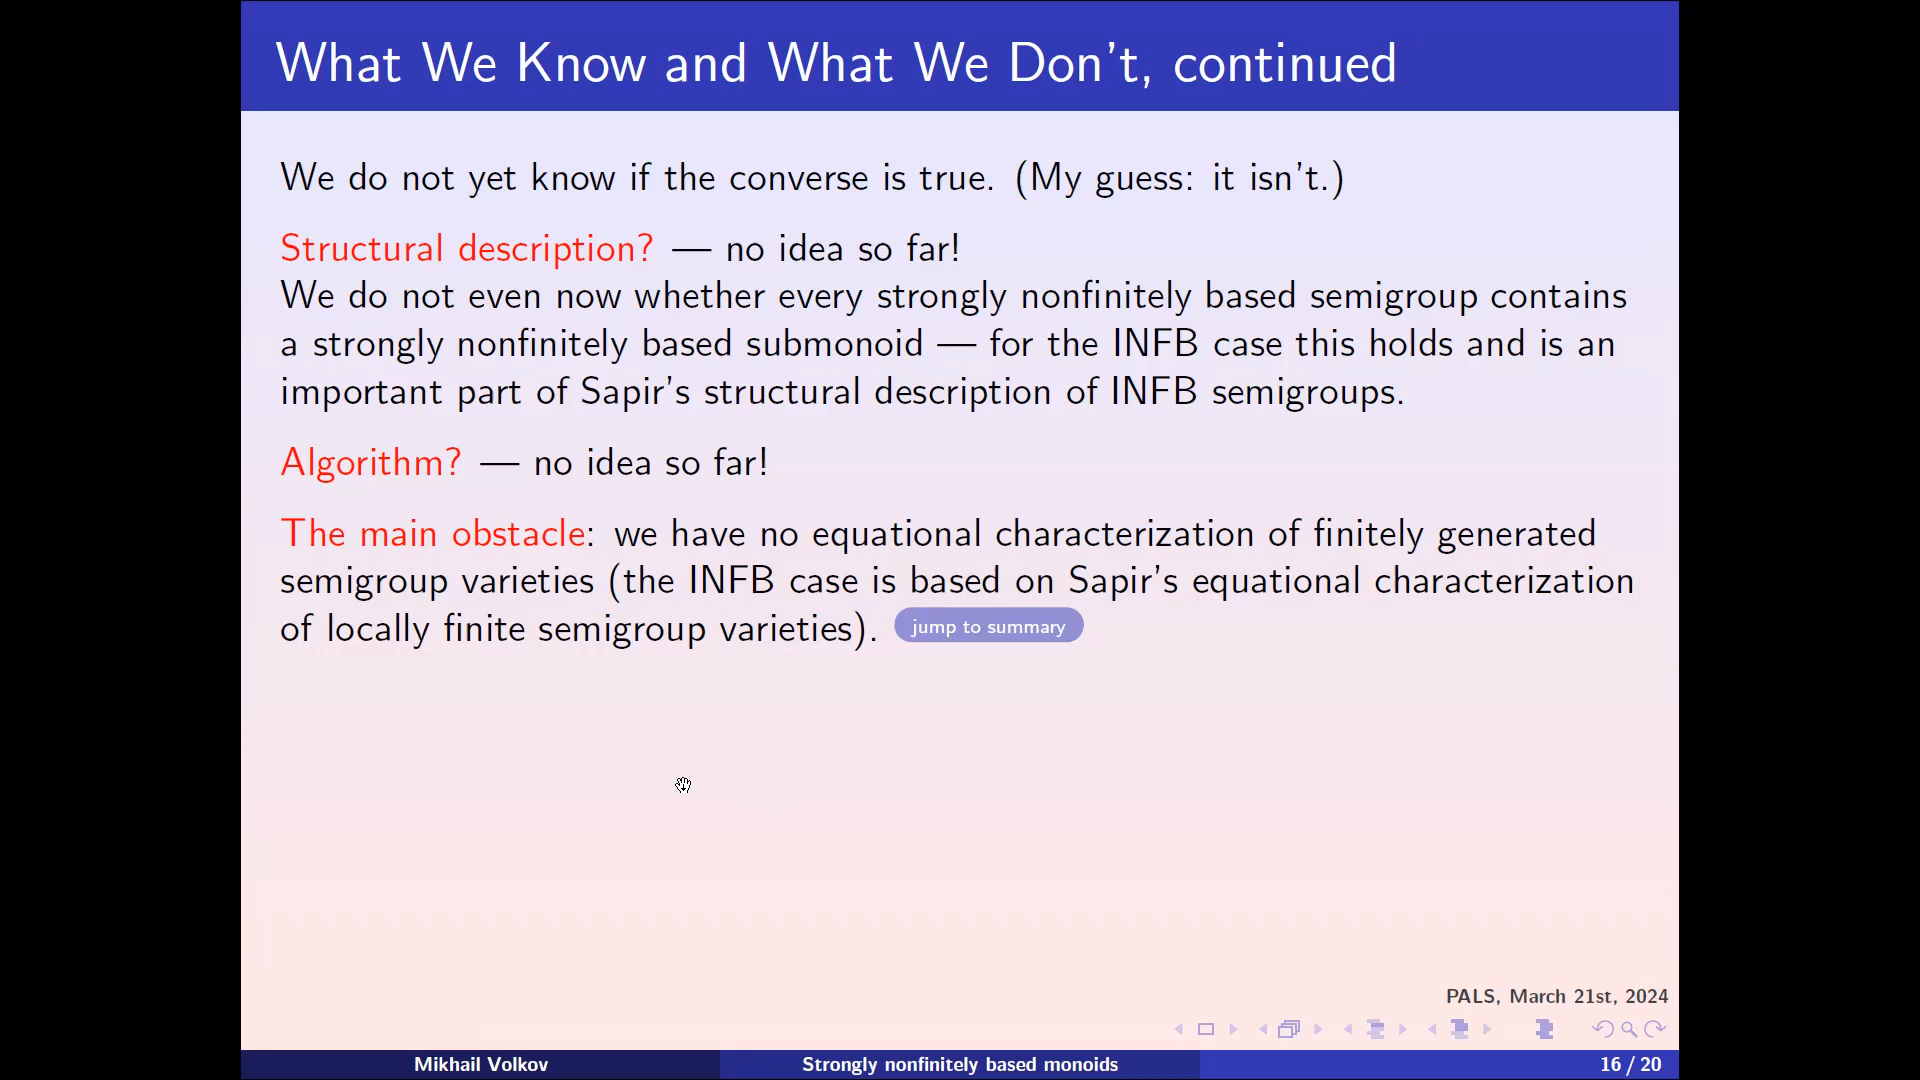 What We Know and What We Don't, continued
We do not yet know if the converse is true. (My guess: it isn't.)
Structural description? — no idea so far!
We do not even now whether every strongly nonfinitely based semigroup contains
a strongly nonfinitely based submonoid — for the INFB case this holds and is an
important part of Sapir's structural description of INFB semigroups.
Algorithm? — no idea so far!
The main obstacle: we have no equational characterization of finitely generated
semigroup varieties (the INFB case is based on Sapir's equational characterization
of locally finite semigroup varieties). jump to summary
PALS, March 21st, 2024
Mikhail Volkov Strongly nonfinitely based monoids 16 / 20